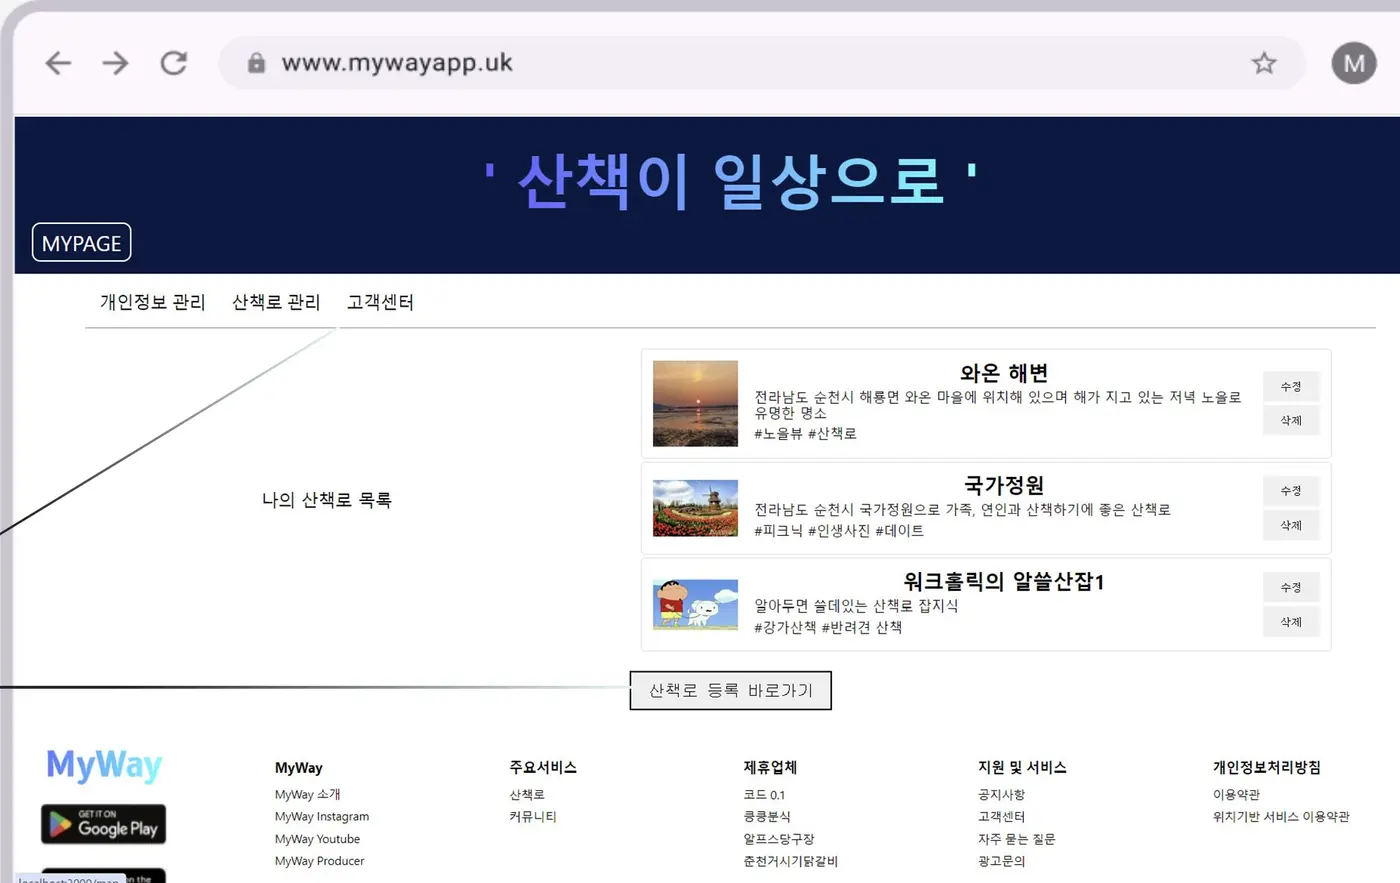 www.mywayapp.uk
M
' 산책이 일상으로 '
MYPAGE
개인정보 관리 산책로 관리 고객센터
나의 산책로 목록
와온 해변
전라남도 순천시 해룡면 와온 마을에 위치해 있으며 해가 지고 있는 저녁 노을로
유명한 명소
#노을뷰 #산책로
수정
삭제
국가정원
전라남도 순천시 국가정원으로 가족, 연인과 산책하기에 좋은 산책로
#피크닉 #인생사진 #데이트
수정
삭제
워크홀릭의 알쓸산잡1
알아두면 쓸데있는 산책로 잡지식
#강가산책 #반려견 산책
수정
삭제
산책로 등록 바로가기
MyWay
GET IT ON
Google Play
on the
localhost:3000/map
MyWay
MyWay 소개
MyWay Instagram
MyWay Youtube
MyWay Producer
주요서비스
산책로
커뮤니티
제휴업체
코드 0.1
쿵쿵분식
알프스당구장
춘천거시기닭갈비
지원 및 서비스
공지사항
고객센터
자주 묻는 질문
광고문의
개인정보처리방침
이용약관
위치기반 서비스 이용약관